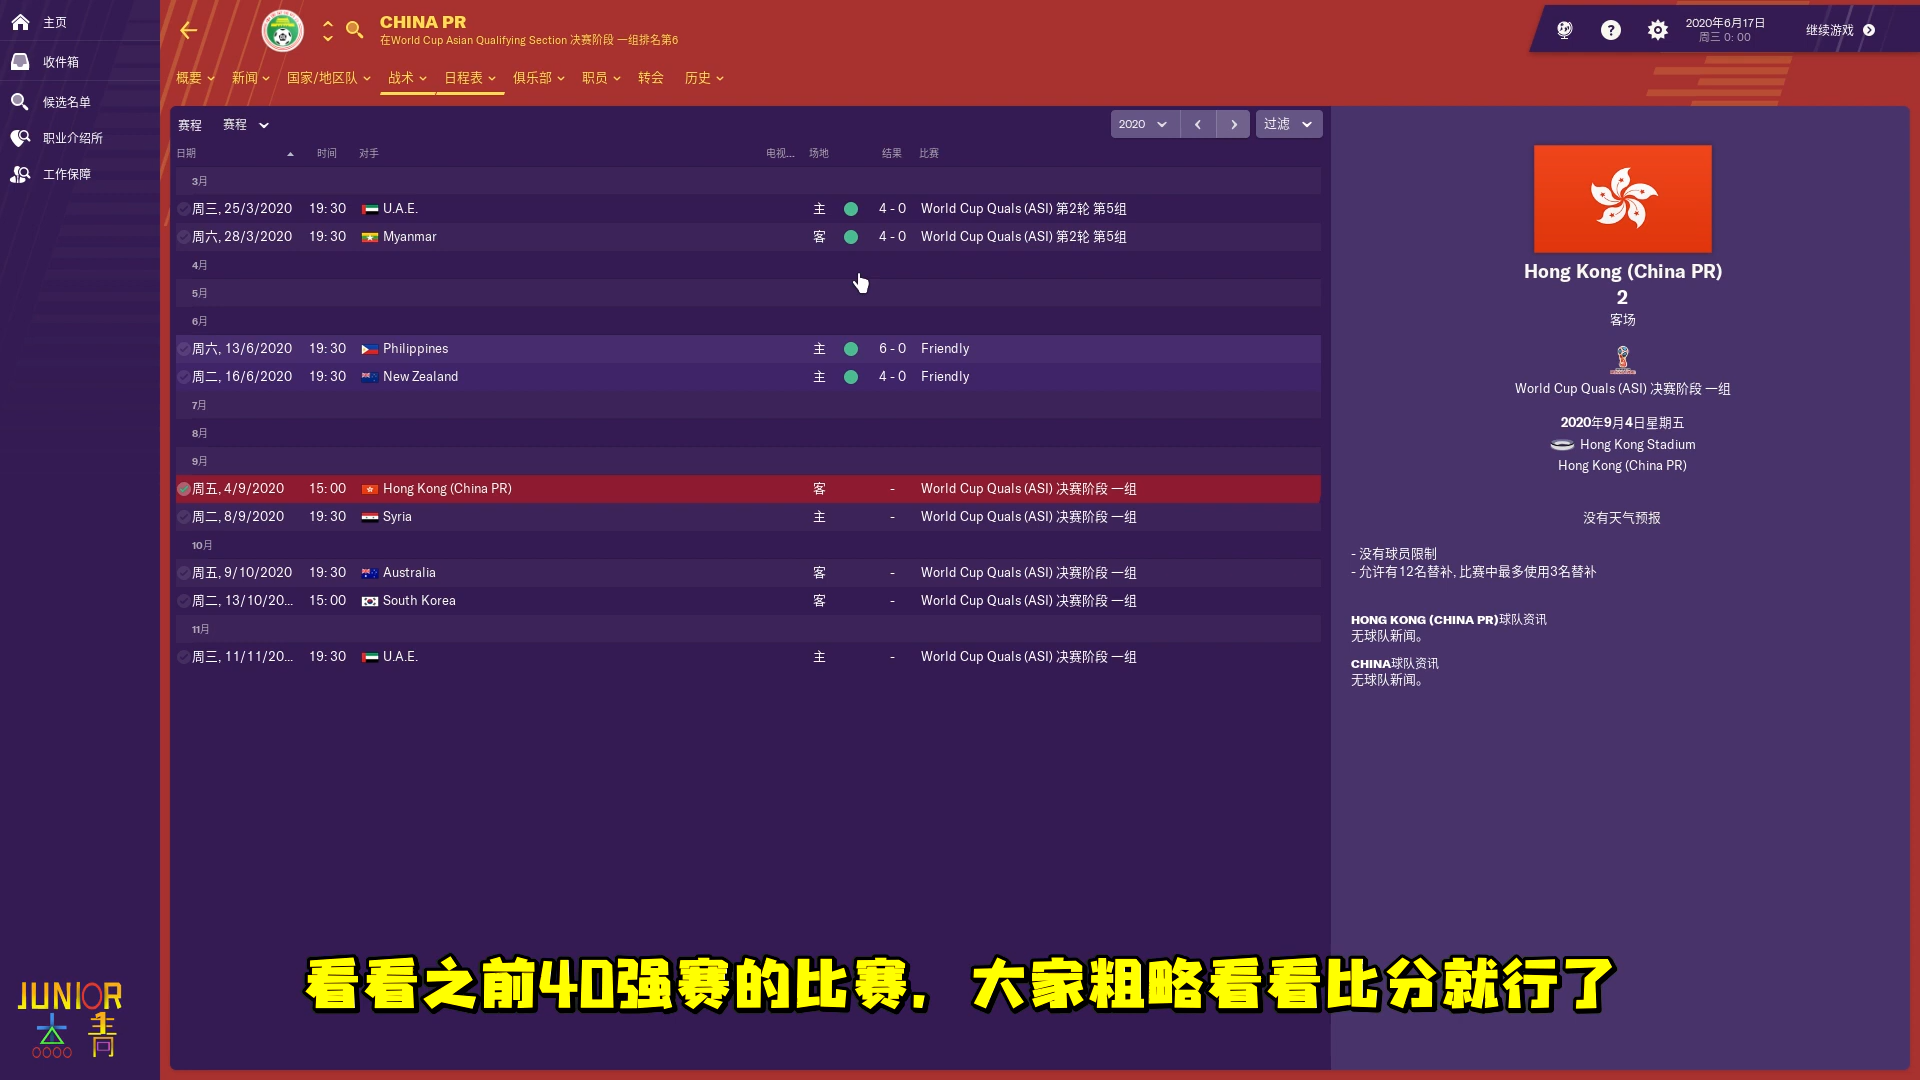 主页
收件箱
候选名单
职业介绍所
工作保障
CHINA PR
在World Cup Asian Qualifying Section 决赛阶段 一组排名第6
2020年6月17日
周三 0: 00
继续游戏
概要 新闻 国家/地区队 战术 日程表 俱乐部 职员 转会 历史
赛程 赛程 2020 过滤
日期 时间 对手 电视... 场地 结果 比赛
3月
周三, 25/3/2020 19: 30 U.A.E. 主 4 - 0 World Cup Quals (ASI) 第2轮 第5组
周六, 28/3/2020 19: 30 Myanmar 客 4 - 0 World Cup Quals (ASI) 第2轮 第5组
4月
5月
6月
周六, 13/6/2020 19: 30 Philippines 主 6 - 0 Friendly
周二, 16/6/2020 19: 30 New Zealand 主 4 - 0 Friendly
7月
8月
9月
周五, 4/9/2020 15: 00 Hong Kong (China PR) 客 - World Cup Quals (ASI) 决赛阶段 一组
周二, 8/9/2020 19: 30 Syria 主 - World Cup Quals (ASI) 决赛阶段 一组
10月
周五, 9/10/2020 19: 30 Australia 客 - World Cup Quals (ASI) 决赛阶段 一组
周二, 13/10/20... 15: 00 South Korea 客 - World Cup Quals (ASI) 决赛阶段 一组
11月
周三, 11/11/20... 19: 30 U.A.E. 主 - World Cup Quals (ASI) 决赛阶段 一组
Hong Kong (China PR)
2
客场
World Cup Quals (ASI) 决赛阶段 一组
2020年9月4日星期五
Hong Kong Stadium
Hong Kong (China PR)
没有天气预报
- 没有球员限制
- 允许有12名替补, 比赛中最多使用3名替补
HONG KONG (CHINA PR)球队资讯
无球队新闻。
CHINA球队资讯
无球队新闻。
看看之前40强赛的比赛，大家粗略看看比分就行了
JUNIOR